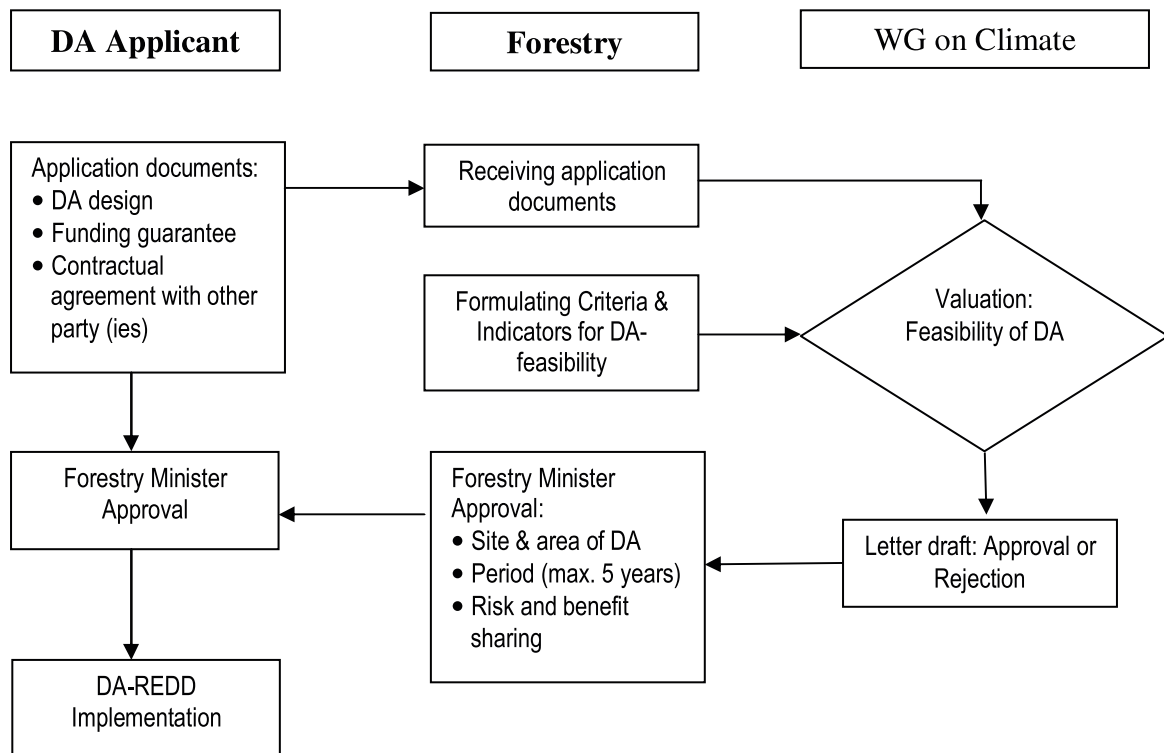 DA Applicant
Forestry
WG on Climate
Application documents:
• DA design
• Funding guarantee
• Contractual
agreement with other
party (ies)
Receiving application
documents
Formulating Criteria &
Indicators for DA-
feasibility
Valuation:
Feasibility of DA
Forestry Minister
Approval
Forestry Minister
Approval:
• Site & area of DA
• Period (max. 5 years)
• Risk and benefit
sharing
Letter draft: Approval or
Rejection
DA-REDD
Implementation